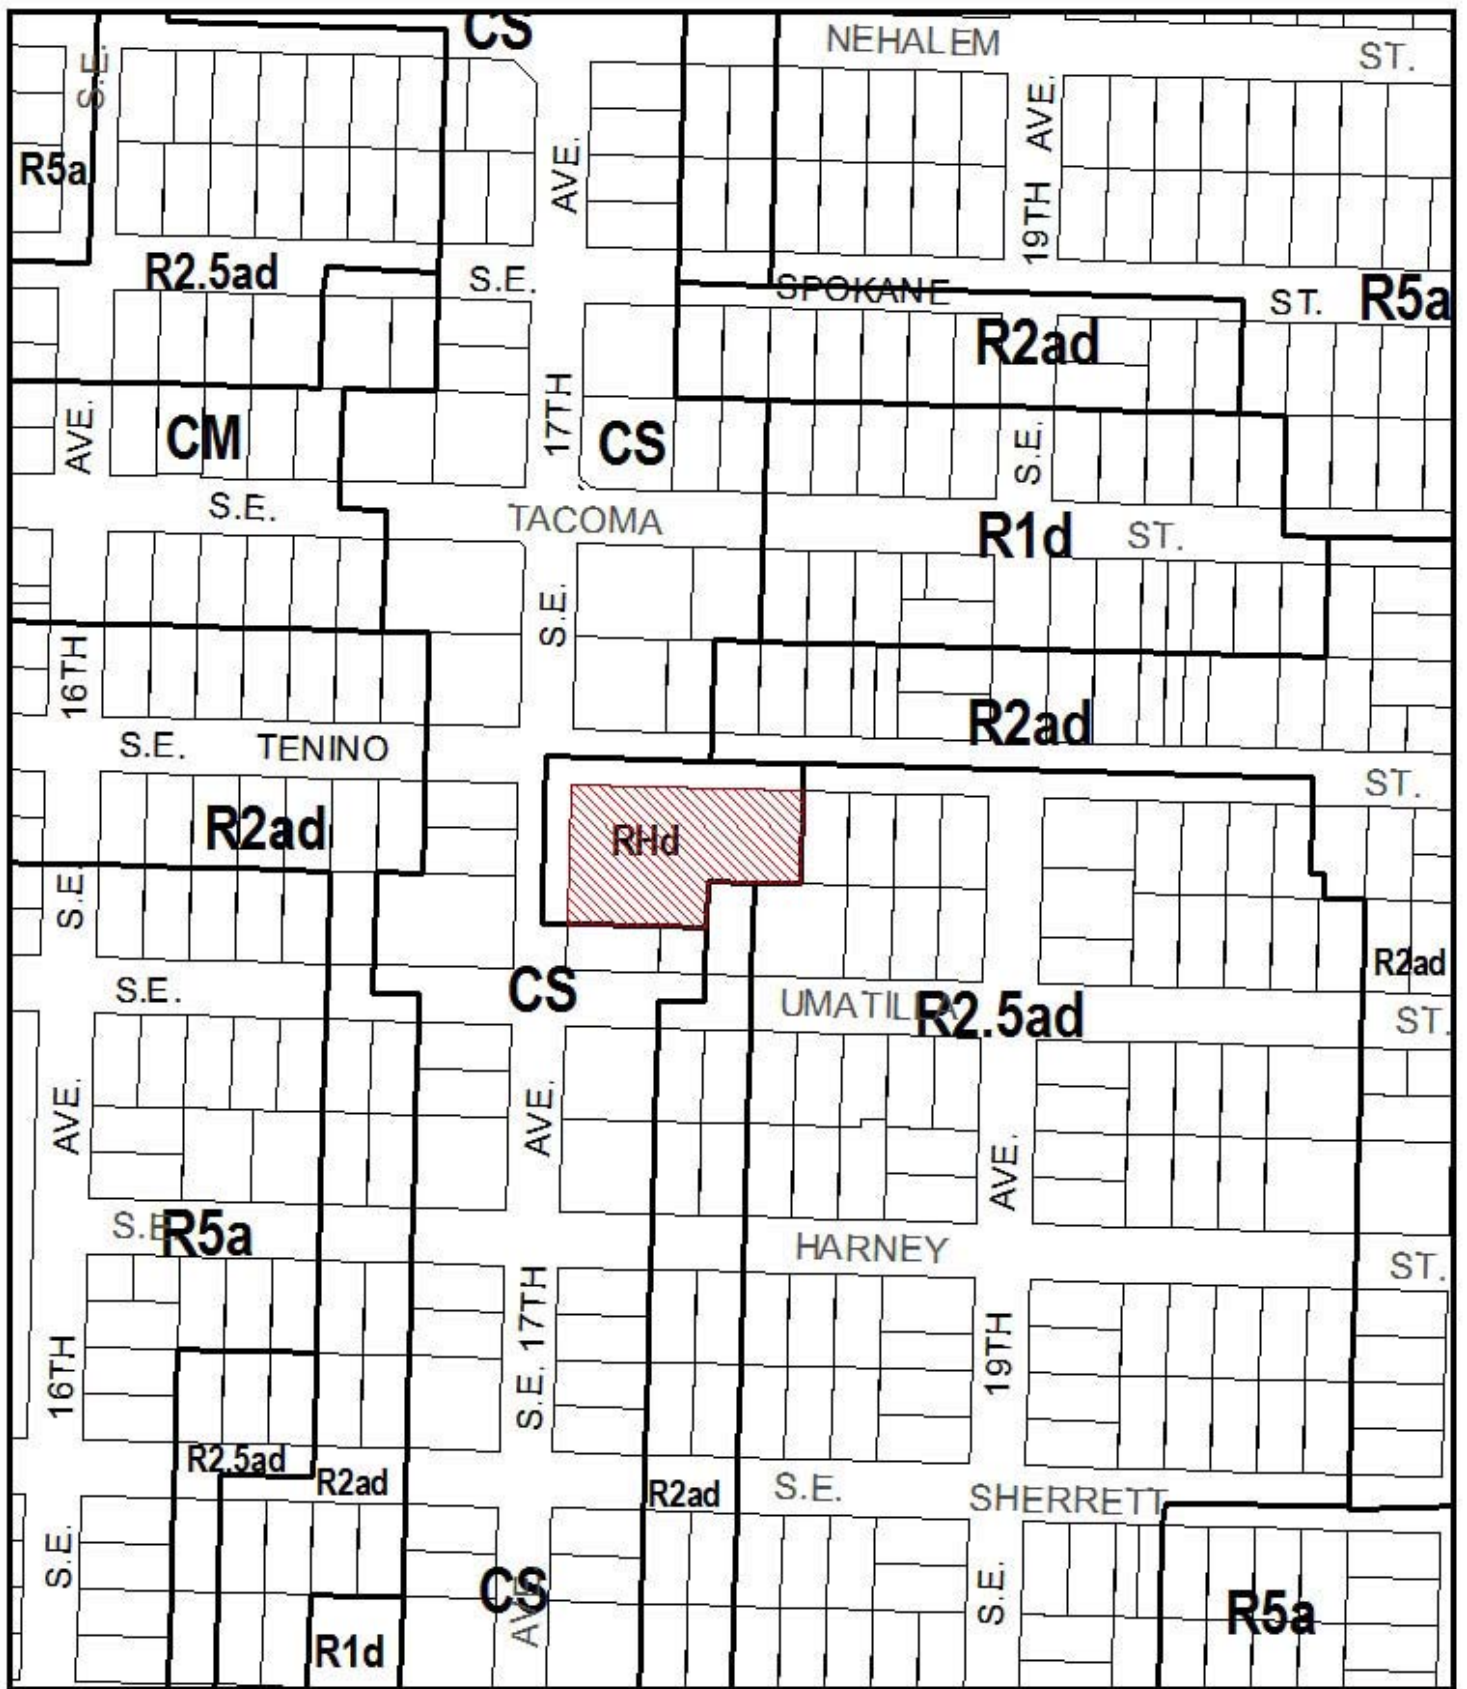 CS
NEHALEM
ST.
S.E.
AVE.
R5a
AVE.
19TH
R2.5ad
S.E.
SPOKANE
ST.
R5a
R2ad
17TH
AVE.
CM
CS
S.E.
S.E.
TACOMA
R1d
ST.
S.E.
16TH
R2ad
S.E.
TENINO
ST.
R2ad
RHd
S.E.
R2ad
S.E.
CS
UMATILLA
R2.5ad
ST.
AVE.
AVE.
AVE.
S.E.
R5a
HARNEY
ST.
S.E. 17TH
19TH
16TH
R2.5ad
R2ad
R2ad
S.E.
SHERRETT
S.E.
CS
AVE
S.E.
R5a
R1d